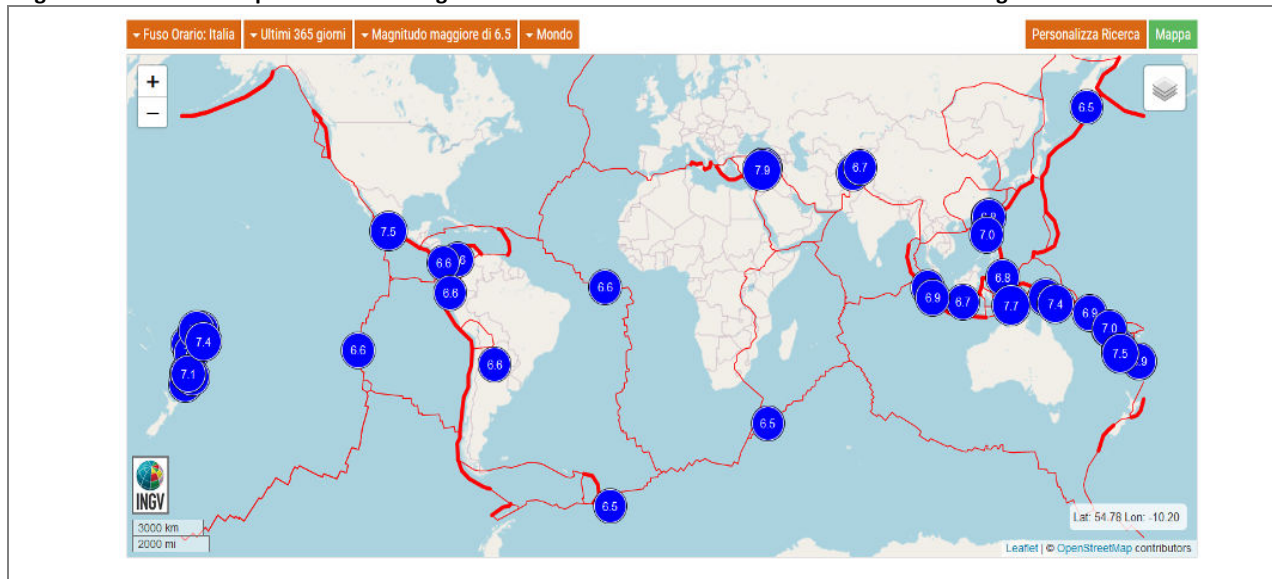 Fuso Orario: Italia
Ultimi 365 giorni
Magnitudo maggiore di 6.5
Mondo
Personalizza Ricerca
Mappa
+
−
6.5
7.9
6.7
7.5
7.0
6.6
6.6
6.8
6.6
6.9
6.7
7.7
7.4
6.9
7.0
7.4
6.6
7.5
7.1
6.6
6.5
6.5
INGV
3000 km
2000 mi
Lat: 54.78 Lon: -10.20
Leaflet | © OpenStreetMap contributors